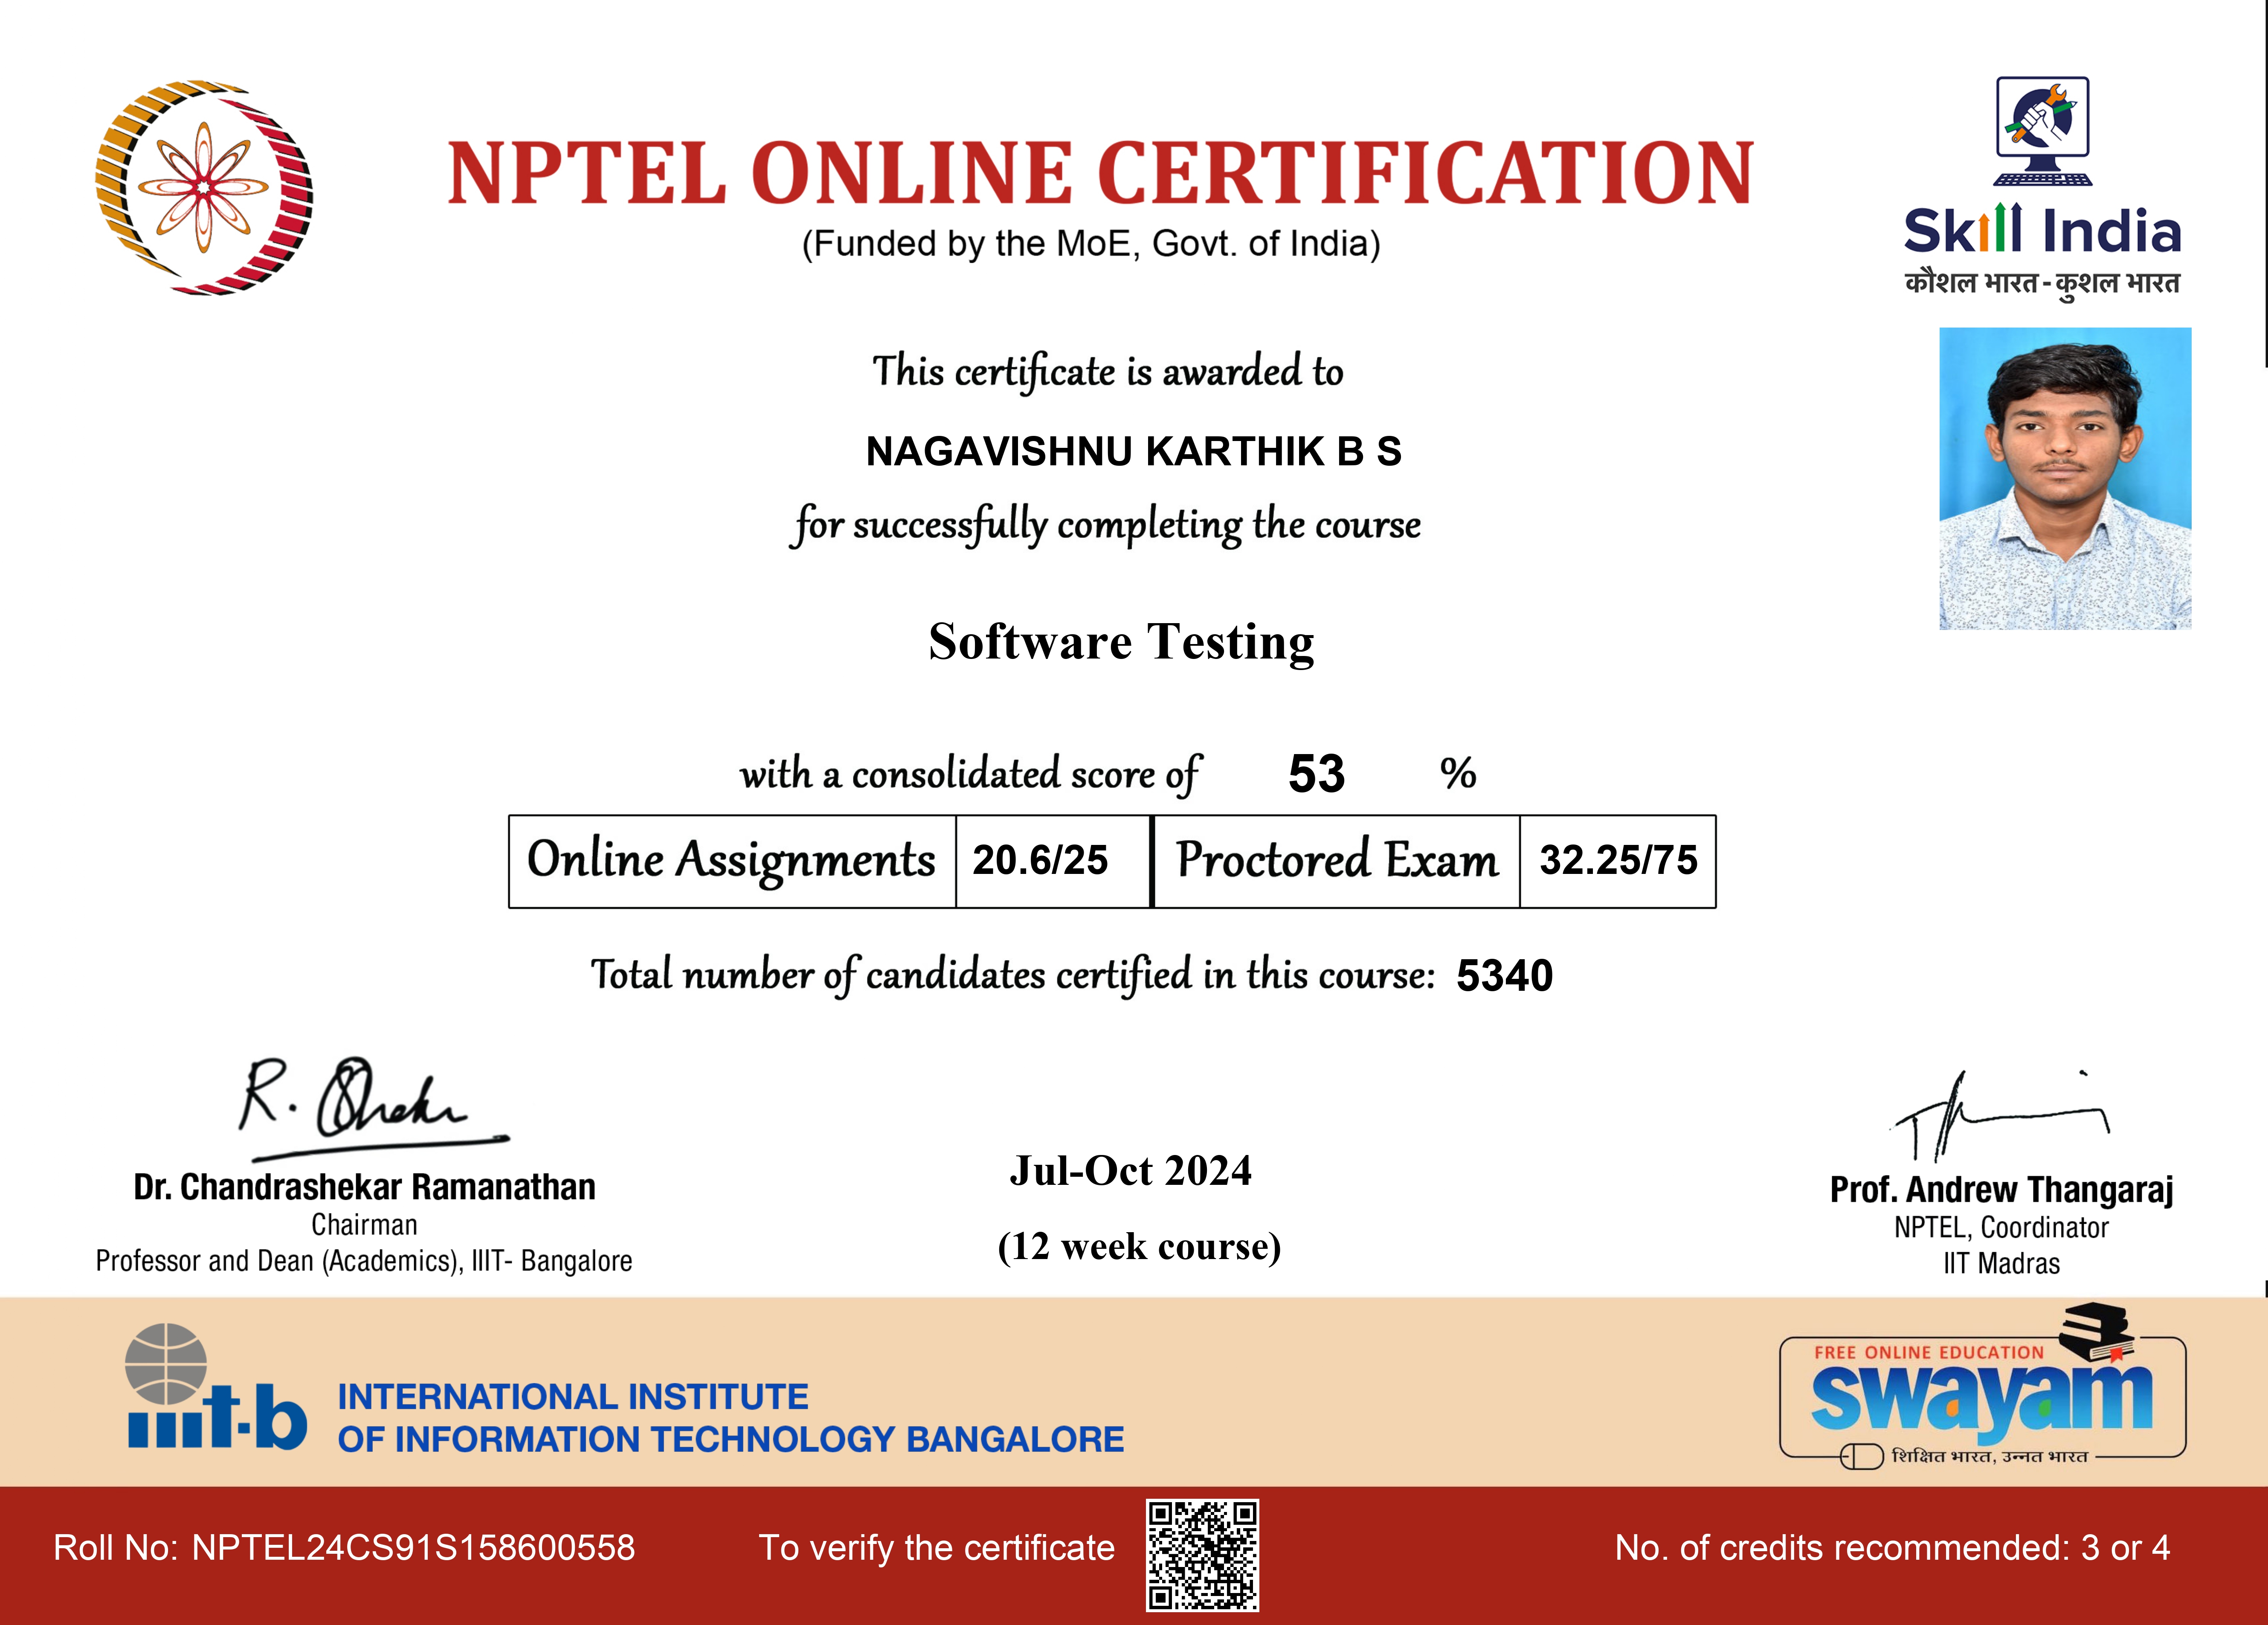 NPTEL ONLINE CERTIFICATION
(Funded by the MoE, Govt. of India)
Skill India
कौशल भारत - कुशल भारत
This certificate is awarded to
NAGAVISHNU KARTHIK B S
for successfully completing the course
Software Testing
with a consolidated score of 53 %
Online Assignments 20.6/25 Proctored Exam 32.25/75
Total number of candidates certified in this course: 5340
R. Shekar
Dr. Chandrashekar Ramanathan
Chairman
Professor and Dean (Academics), IIIT- Bangalore
Jul-Oct 2024
(12 week course)
Prof. Andrew Thangaraj
NPTEL, Coordinator
IIT Madras
iiit-b
INTERNATIONAL INSTITUTE
OF INFORMATION TECHNOLOGY BANGALORE
FREE ONLINE EDUCATION
swayam
शिक्षित भारत, उन्नत भारत
Roll No: NPTEL24CS91S158600558
To verify the certificate
No. of credits recommended: 3 or 4